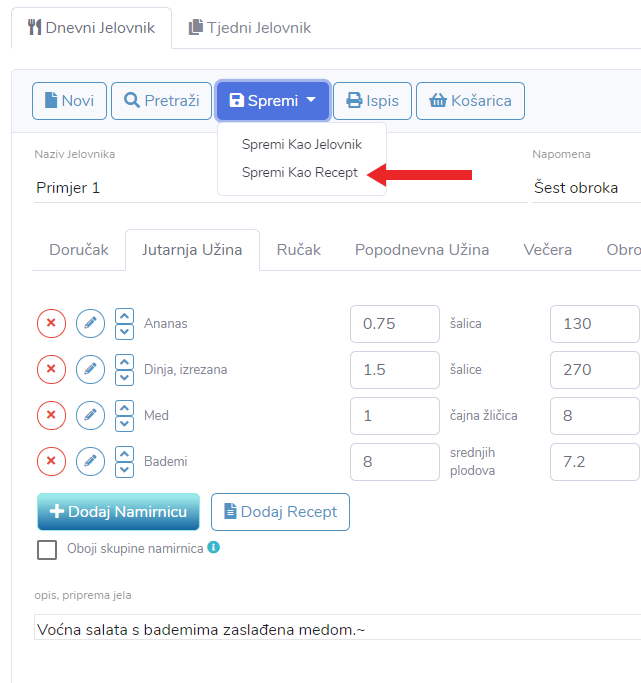 Dnevni Jelovnik Tjedni Jelovnik
Novi Pretraži Spremi Ispis Košarica
Spremi Kao Jelovnik
Spremi Kao Recept
Naziv Jelovnika Napomena
Primjer 1 Šest obroka
Doručak Jutarnja Užina Ručak Popodnevna Užina Večera Obro
Ananas 0.75 šalica 130
Dinja, izrezana 1.5 šalice 270
Med 1 čajna žličica 8
Bademi 8 srednjih plodova 7.2
Dodaj Namirnicu Dodaj Recept
Oboji skupine namirnica
opis, priprema jela
Voćna salata s bademima zaslađena medom.~